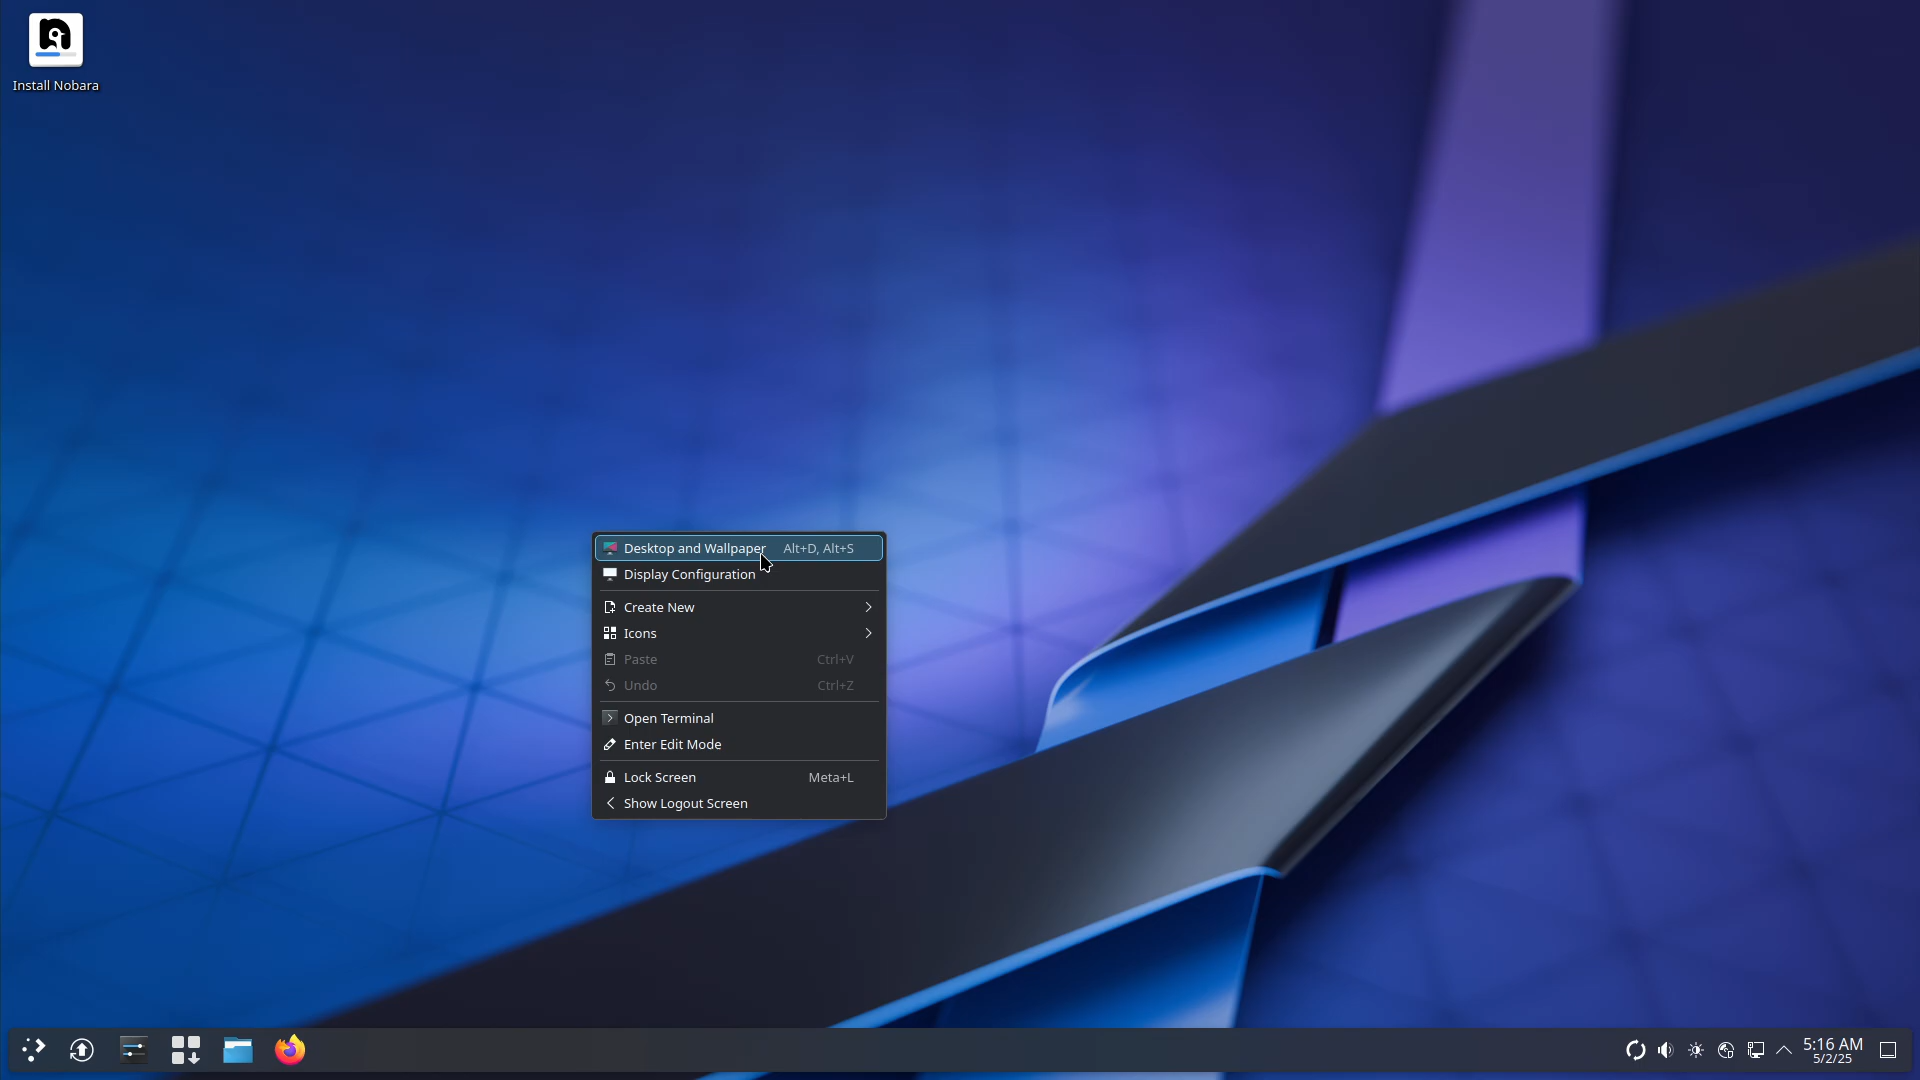 Install Nobara
Desktop and Wallpaper Alt+D, Alt+S
Display Configuration
Create New
Icons
Paste Ctrl+V
Undo Ctrl+Z
Open Terminal
Enter Edit Mode
Lock Screen Meta+L
Show Logout Screen
5:16 AM
5/2/25